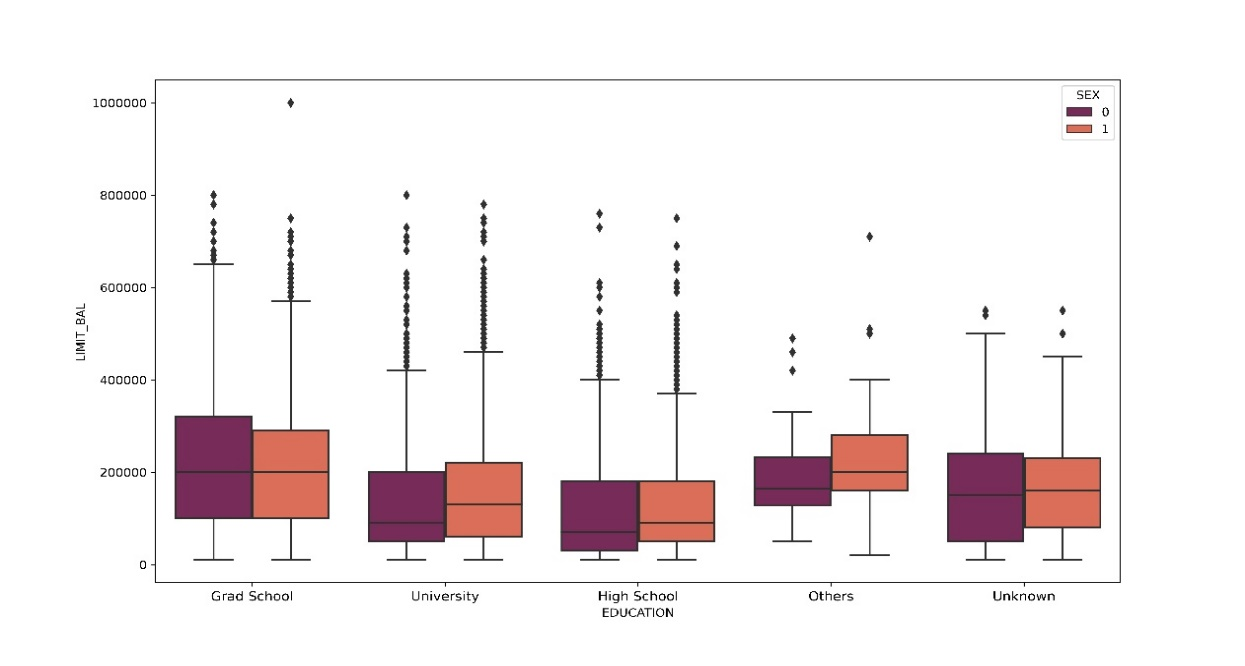 SEX
0
1
1000000
800000
600000
400000
200000
0
LIMIT_BAL
Grad School University High School Others Unknown
EDUCATION